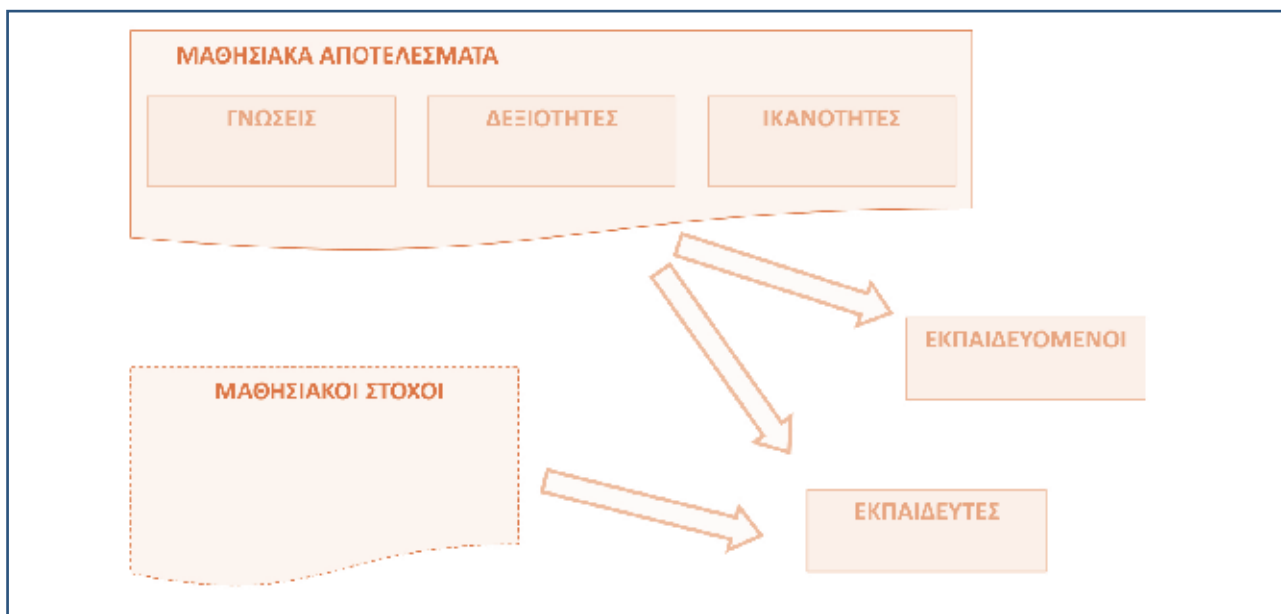 ΜΑΘΗΣΙΑΚΑ ΑΠΟΤΕΛΕΣΜΑΤΑ
ΓΝΩΣΕΙΣ ΔΕΞΙΟΤΗΤΕΣ ΙΚΑΝΟΤΗΤΕΣ
ΕΚΠΑΙΔΕΥΟΜΕΝΟΙ
ΜΑΘΗΣΙΑΚΟΙ ΣΤΟΧΟΙ
ΕΚΠΑΙΔΕΥΤΕΣ